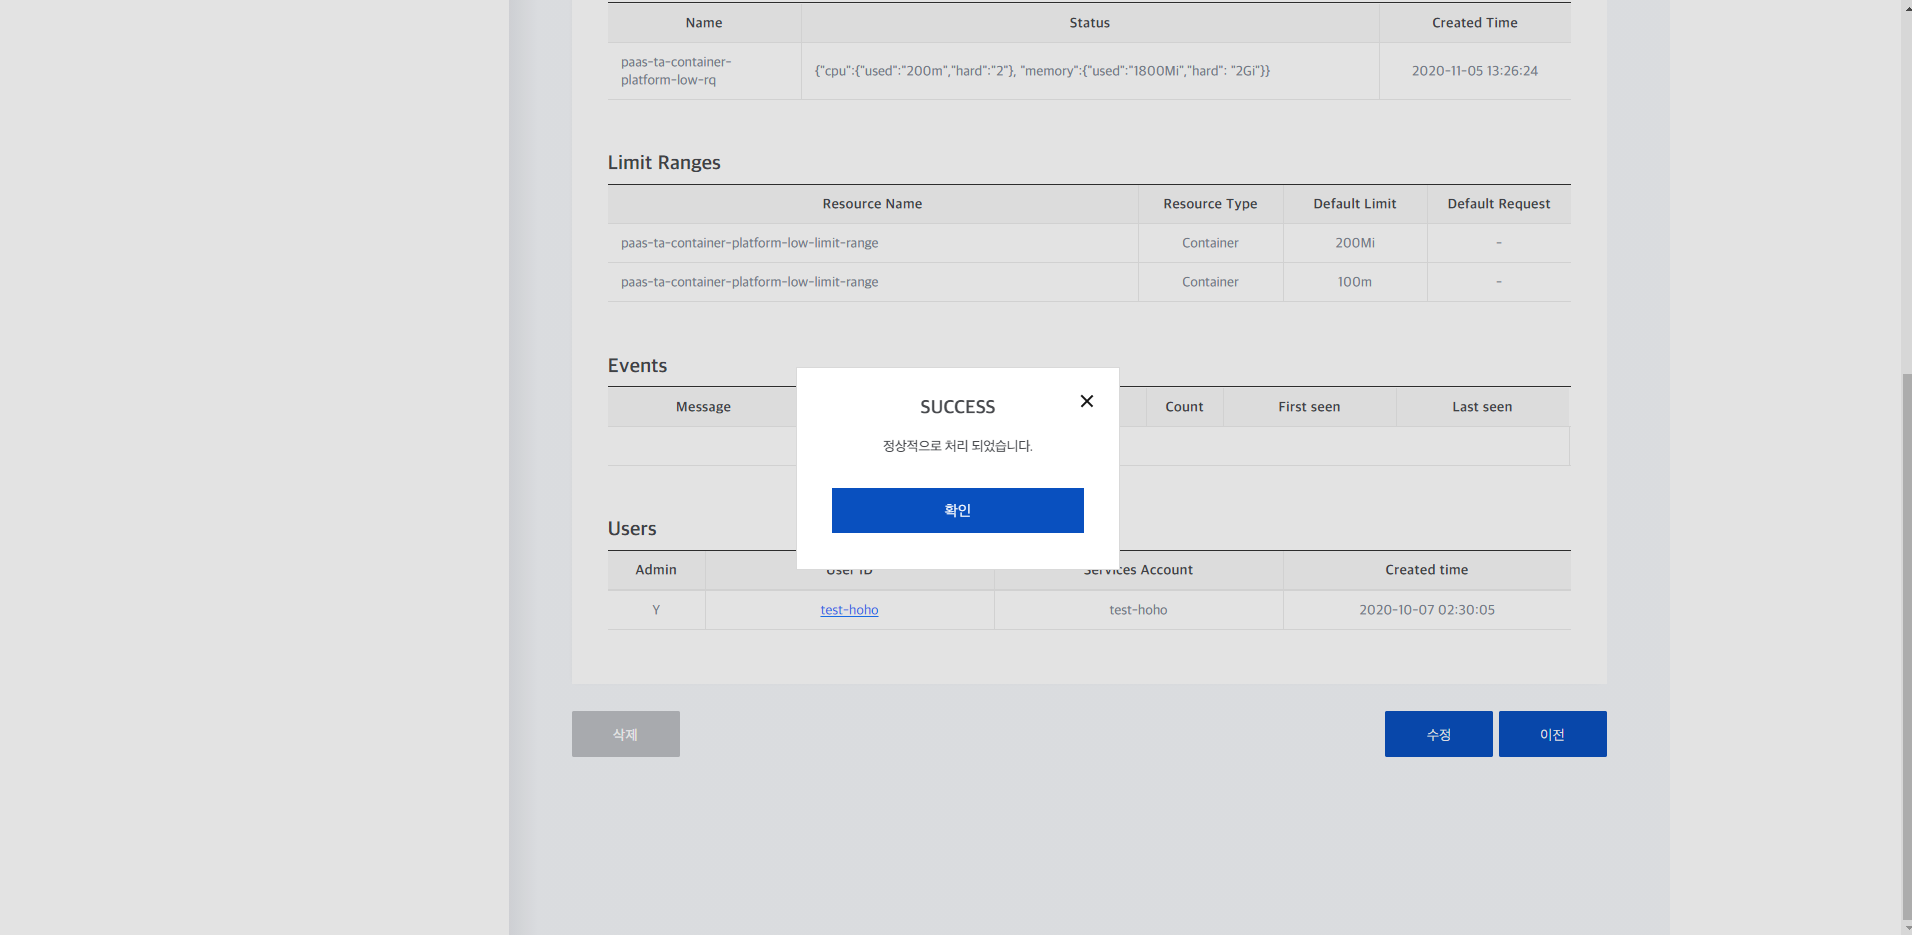 Name Status Created Time
paas-ta-container-
platform-low-rq
{"cpu":{"used":"200m","hard":"2"}, "memory":{"used":"1800Mi","hard": "2Gi"}}
2020-11-05 13:26:24
Limit Ranges
Resource Name Resource Type Default Limit Default Request
paas-ta-container-platform-low-limit-range Container 200Mi -
paas-ta-container-platform-low-limit-range Container 100m -
Events
Message Count First seen Last seen
SUCCESS
정상적으로 처리 되었습니다.
확인
Users
Admin User ID Services Account Created time
Y test-hoho test-hoho 2020-10-07 02:30:05
삭제 수정 이전